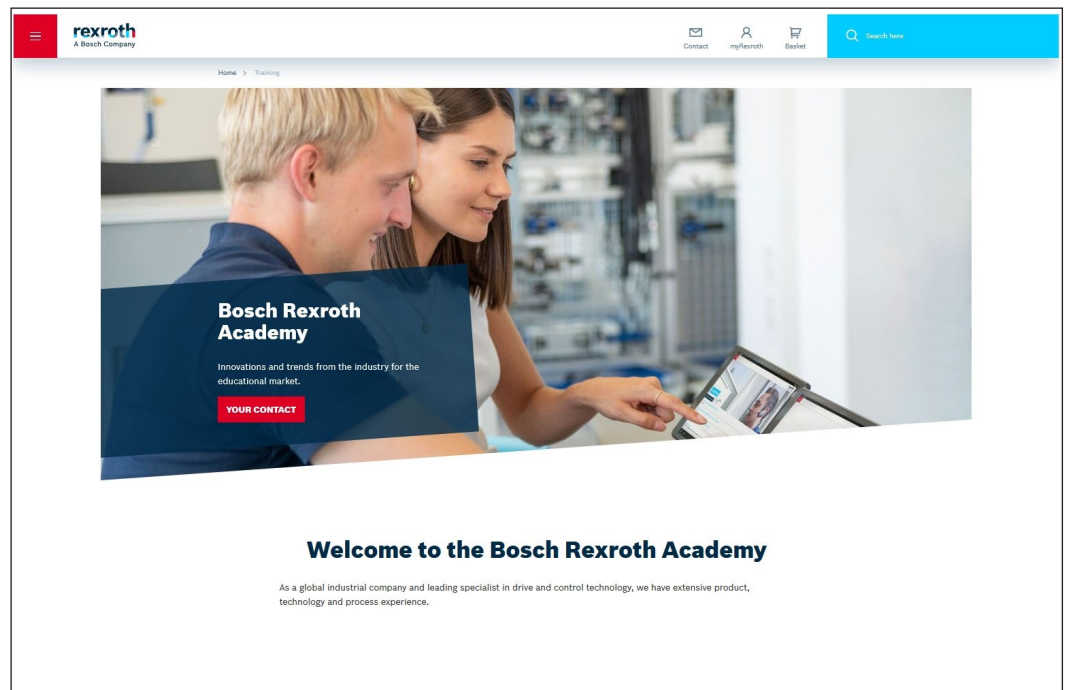 rexroth
A Bosch Company
Contact
myRexroth
Basket
Search here
Home > Training
Bosch Rexroth
Academy
Innovations and trends from the industry for the
educational market.
YOUR CONTACT
Welcome to the Bosch Rexroth Academy
As a global industrial company and leading specialist in drive and control technology, we have extensive product,
technology and process experience.